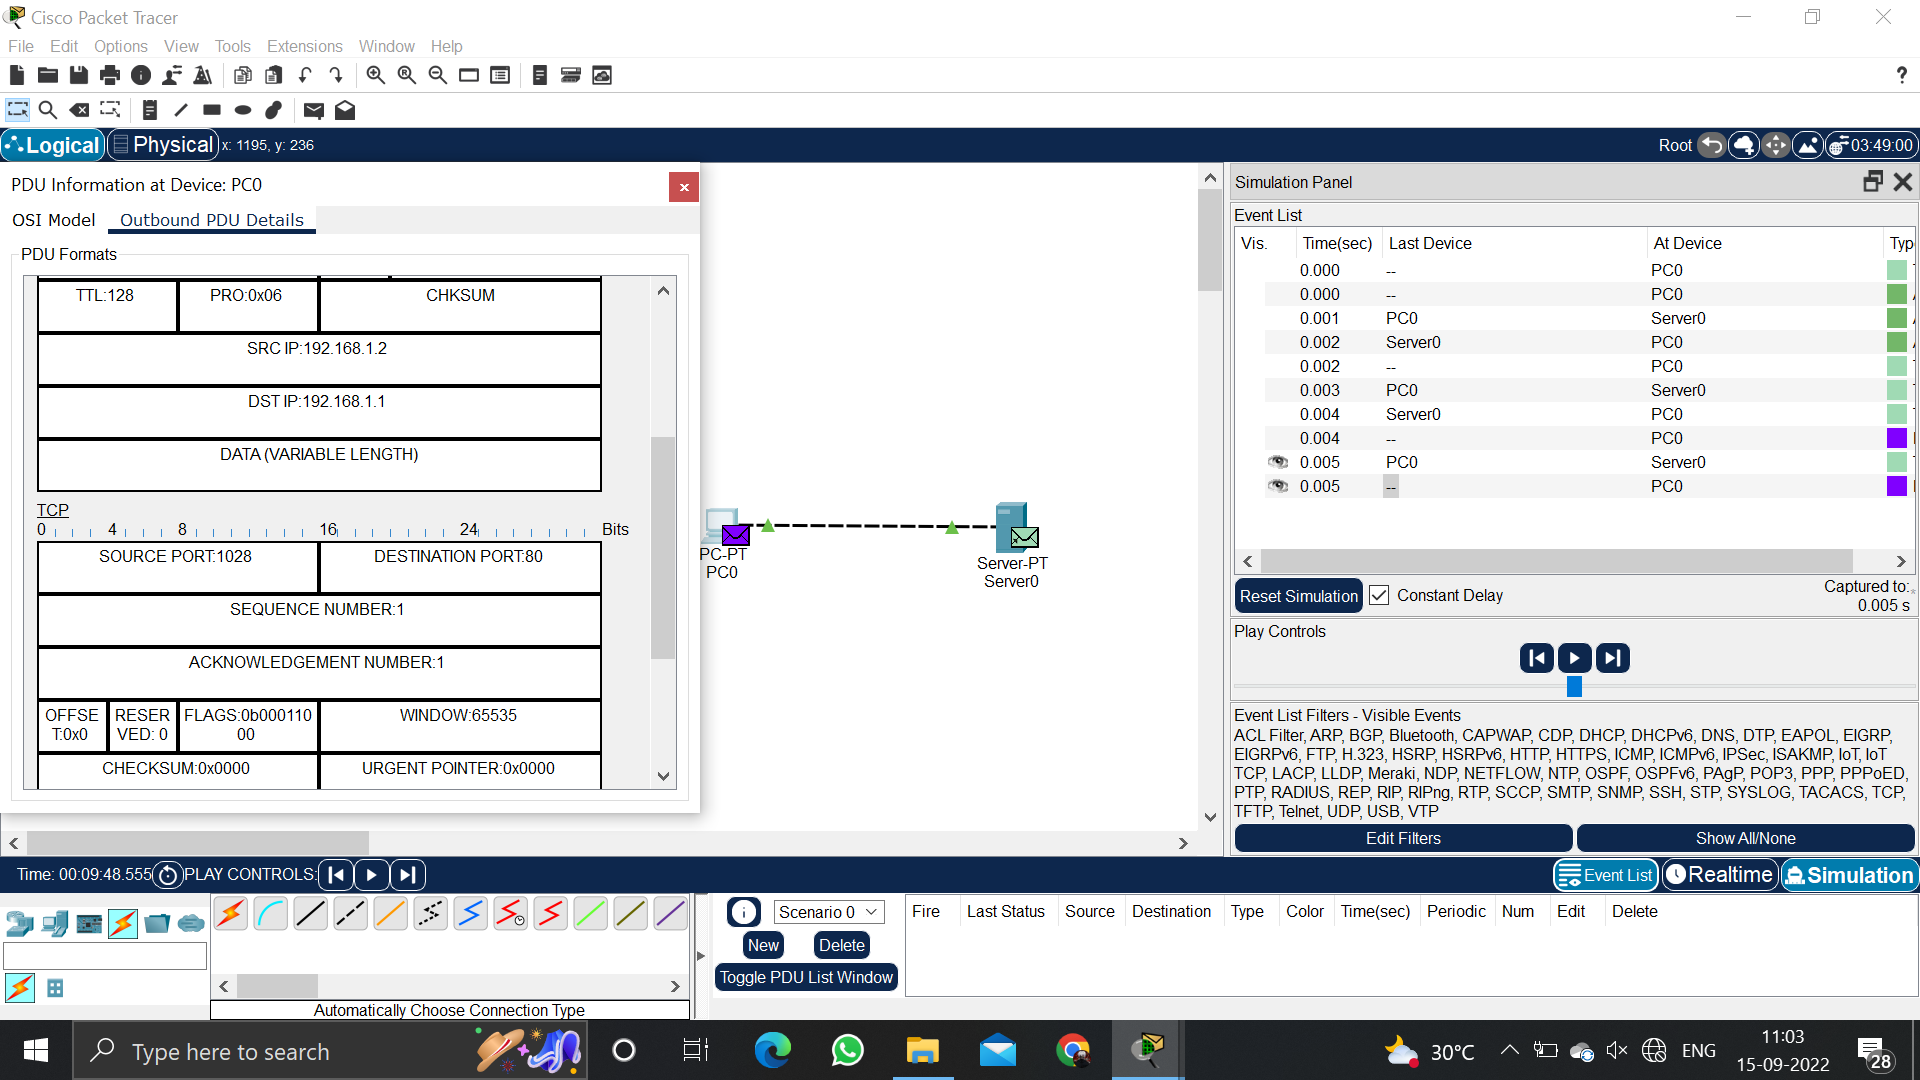 Cisco Packet Tracer
File Edit Options View Tools Extensions Window Help
?
Logical Physical x: 1195, y: 236
Root 03:49:00
PDU Information at Device: PC0
OSI Model Outbound PDU Details
PDU Formats
TTL:128 PRO:0x06 CHKSUM
SRC IP:192.168.1.2
DST IP:192.168.1.1
DATA (VARIABLE LENGTH)
TCP
0 4 8 16 24 Bits
SOURCE PORT:1028 DESTINATION PORT:80
SEQUENCE NUMBER:1
ACKNOWLEDGEMENT NUMBER:1
OFFSE RESER FLAGS:0b000110 WINDOW:65535
T:0x0 VED: 0 00
CHECKSUM:0x0000 URGENT POINTER:0x0000
PC-PT
PC0
Server-PT
Server0
Simulation Panel
Event List
Vis. Time(sec) Last Device At Device Typ
0.000 -- PC0
0.000 -- PC0
0.001 PC0 Server0
0.002 Server0 PC0
0.002 -- PC0
0.003 PC0 Server0
0.004 Server0 PC0
0.004 -- PC0
0.005 PC0 Server0
0.005 -- PC0
Reset Simulation Constant Delay Captured to:
0.005 s
Play Controls
Event List Filters - Visible Events
ACL Filter, ARP, BGP, Bluetooth, CAPWAP, CDP, DHCP, DHCPv6, DNS, DTP, EAPOL, EIGRP,
EIGRPv6, FTP, H.323, HSRP, HSRPv6, HTTP, HTTPS, ICMP, ICMPv6, IPSec, ISAKMP, IoT, IoT
TCP, LACP, LLDP, Meraki, NDP, NETFLOW, NTP, OSPF, OSPFv6, PAgP, POP3, PPP, PPPoED,
PTP, RADIUS, REP, RIP, RIPng, RTP, SCCP, SMTP, SNMP, SSH, STP, SYSLOG, TACACS, TCP,
TFTP, Telnet, UDP, USB, VTP
Edit Filters Show All/None
Time: 00:09:48.555 PLAY CONTROLS:
Event List Realtime Simulation
Scenario 0
New Delete
Toggle PDU List Window
Fire Last Status Source Destination Type Color Time(sec) Periodic Num Edit Delete
Automatically Choose Connection Type
Type here to search
30°C ENG 11:03
15-09-2022
28